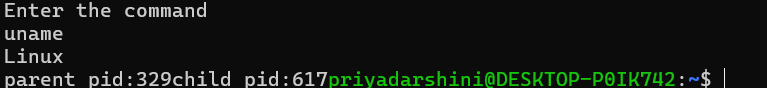 Enter the command
uname
Linux
parent pid:329child pid:617priyadarshini@DESKTOP-P0IK742:~$